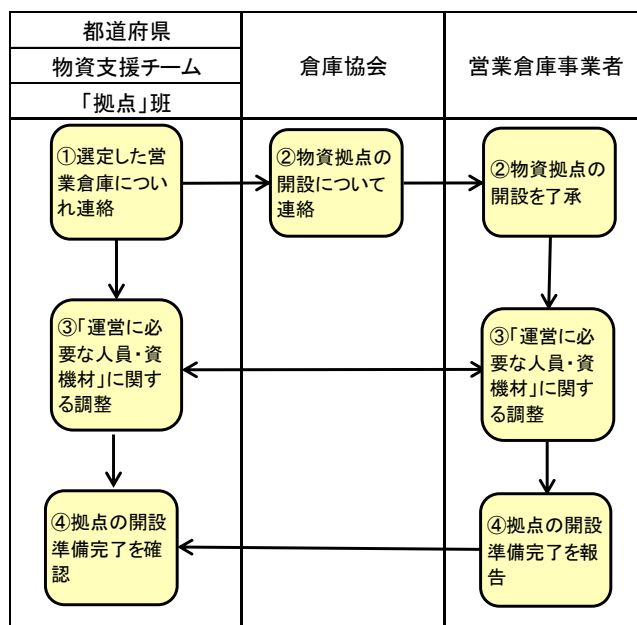 都道府県
物資支援チーム
「拠点」班
倉庫協会
営業倉庫事業者
①選定した営
業倉庫につい
れ連絡
②物資拠点の
開設について
連絡
②物資拠点の
開設を了承
③「運営に必
要な人員・資
機材」に関す
る調整
③「運営に必
要な人員・資
機材」に関す
る調整
④拠点の開設
準備完了を確
認
④拠点の開設
準備完了を報
告